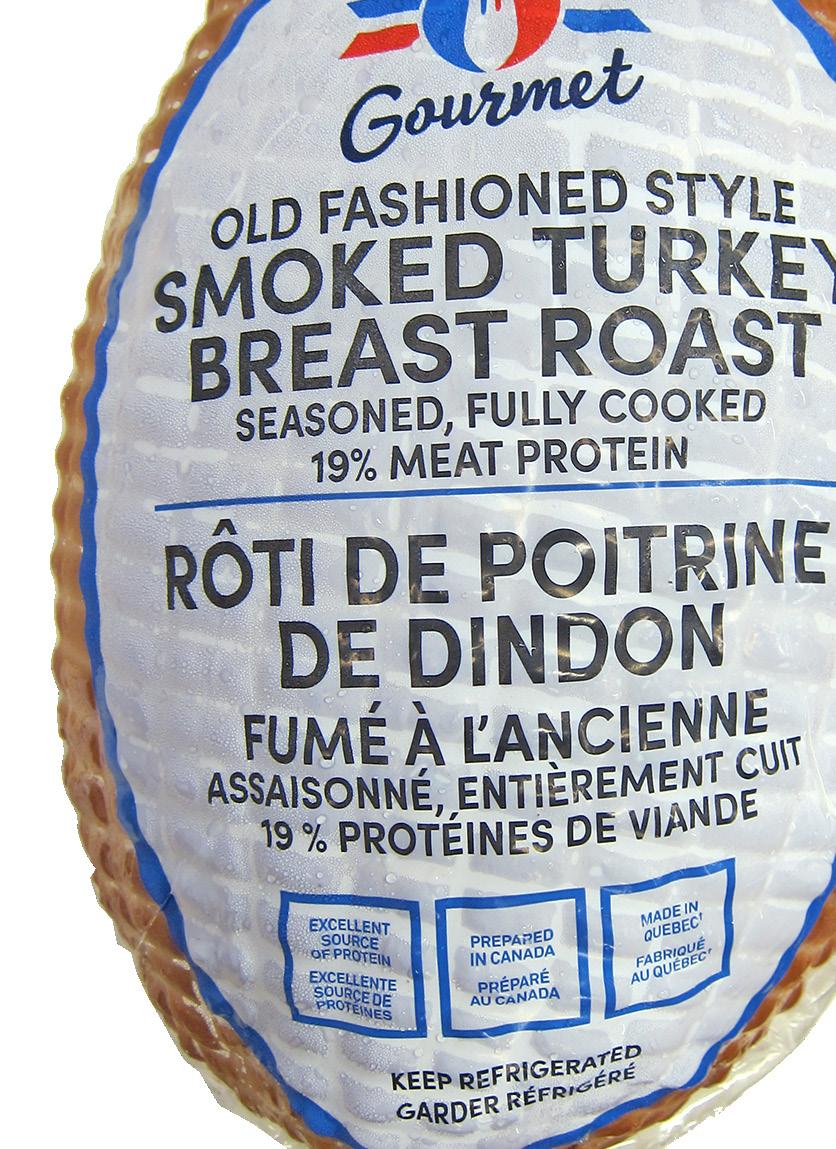 Gourmet
OLD FASHIONED STYLE
SMOKED TURKEY
BREAST ROAST
SEASONED, FULLY COOKED
19% MEAT PROTEIN
RÔTI DE POITRINE
DE DINDON
FUMÉ À L'ANCIENNE
ASSAISONNÉ, ENTIÈREMENT CUIT
19 % PROTÉINES DE VIANDE
EXCELLENT
SOURCE
OF PROTEIN
EXCELLENTE
SOURCE DE
PROTÉINES
PREPARED
IN CANADA
PRÉPARÉ
AU CANADA
MADE IN
QUEBEC†
FABRIQUÉ
AU QUÉBEC†
KEEP REFRIGERATED
GARDER RÉFRIGÉRÉ